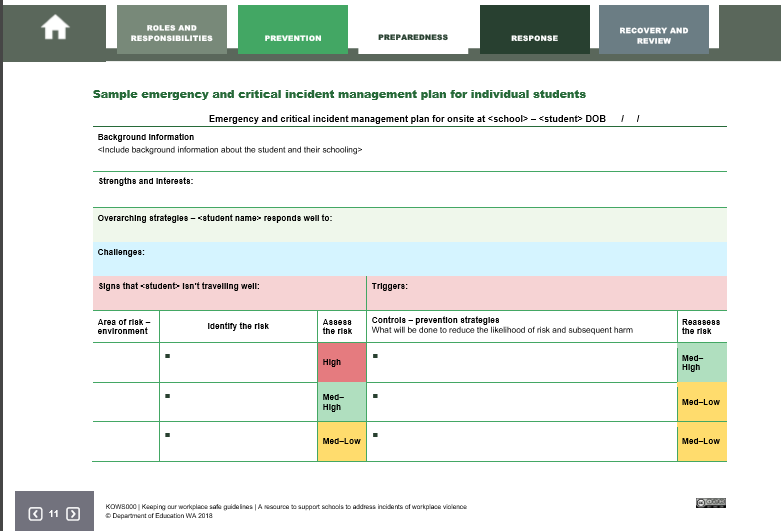 ROLES AND
RESPONSIBILITIES
PREVENTION
PREPAREDNESS
RESPONSE
RECOVERY AND
REVIEW
Sample emergency and critical incident management plan for individual students
Emergency and critical incident management plan for onsite at <school> – <student> DOB / /
Background Information
<Include background information about the student and their schooling>
Strengths and Interests:
Overarching strategies – <student name> responds well to:
Challenges:
Signs that <student> isn't travelling well:
Triggers:
Area of risk –
environment
Identify the risk
Assess
the risk
Controls – prevention strategies
What will be done to reduce the likelihood of risk and subsequent harm
Reassess
the risk
High
Med–
High
Med–
High
Med–Low
Med–Low
Med–Low
11
KOWS000 | Keeping our workplace safe guidelines | A resource to support schools to address incidents of workplace violence
© Department of Education WA 2018